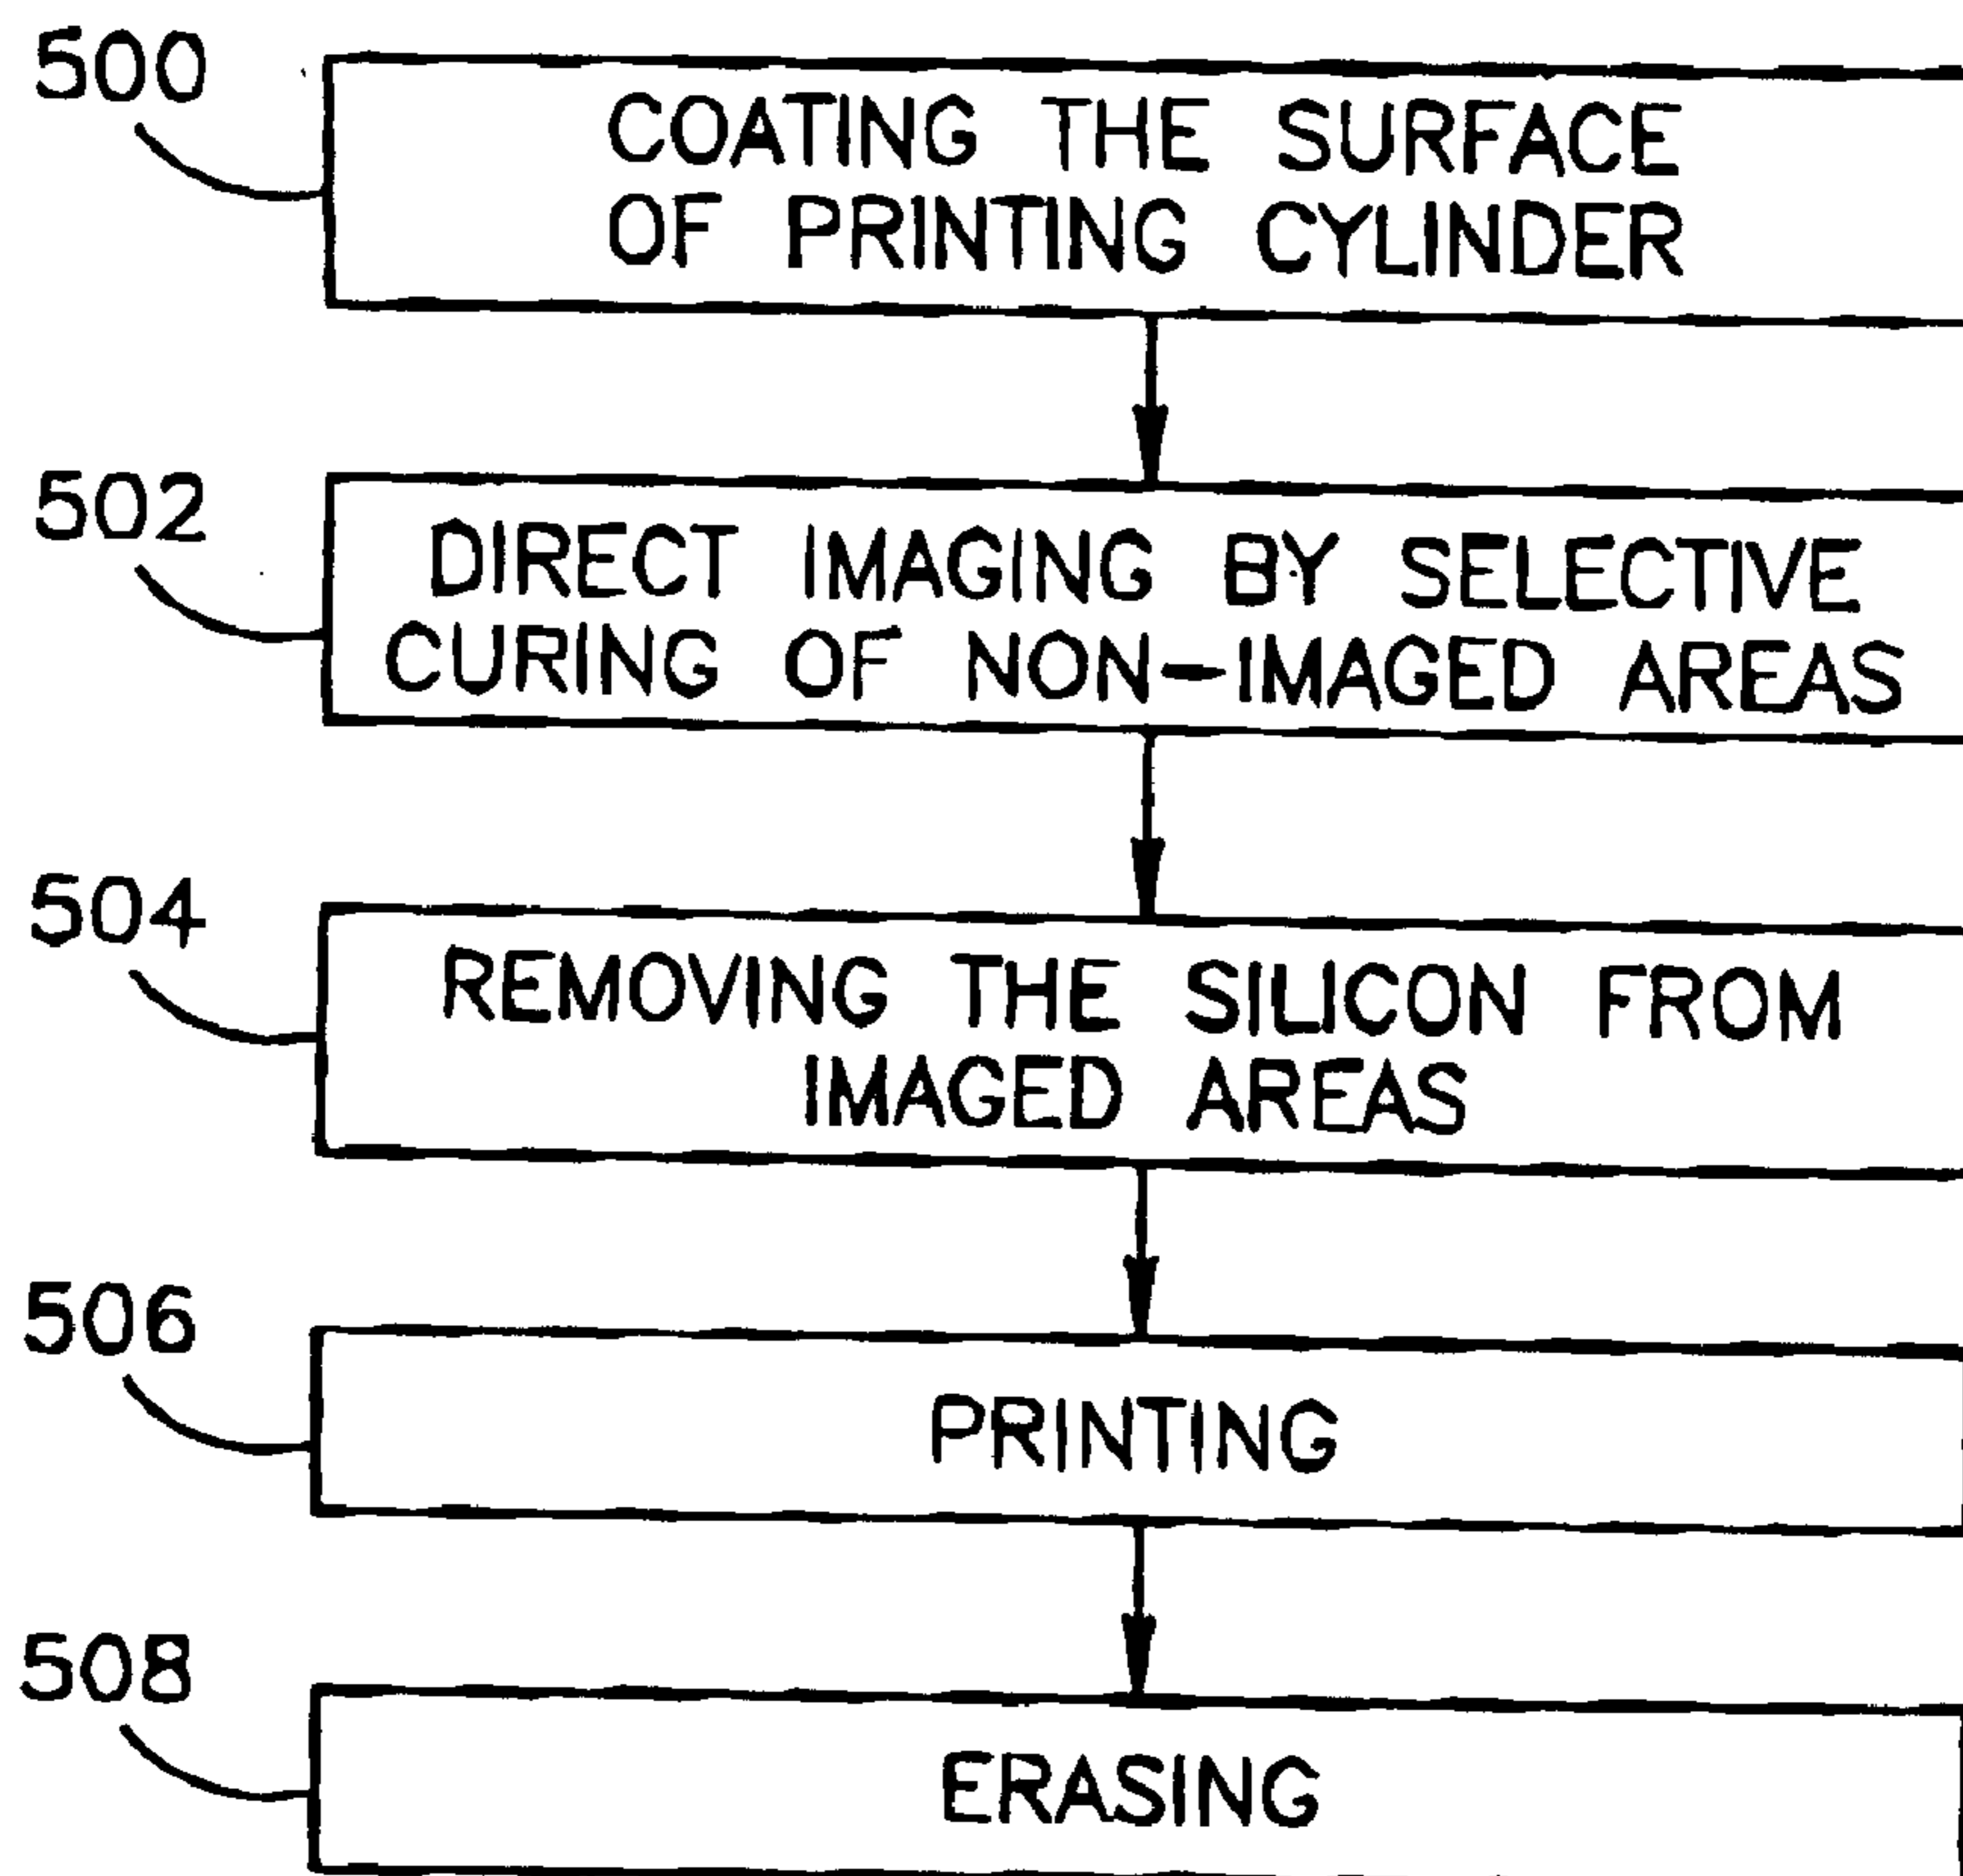 500
COATING THE SURFACE
OF PRINTING CYLINDER
502
DIRECT IMAGING BY SELECTIVE
CURING OF NON-IMAGED AREAS
504
REMOVING THE SILICON FROM
IMAGED AREAS
506
PRINTING
508
ERASING